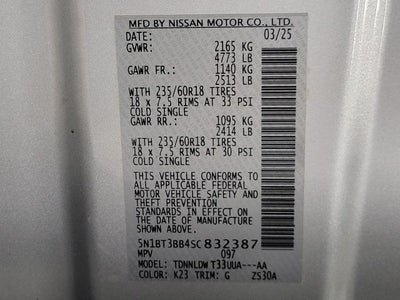 MFD BY NISSAN MOTOR CO., LTD.
DATE: 03/25
GVWR: 2165 KG
4773 LB
GAWR FR.: 1140 KG
2513 LB
WITH 235/60R18 TIRES
18 x 7.5 RIMS AT 33 PSI
COLD SINGLE
GAWR RR.: 1095 KG
2414 LB
WITH 235/60R18 TIRES
18 x 7.5 RIMS AT 30 PSI
COLD SINGLE
THIS VEHICLE CONFORMS TO
ALL APPLICABLE FEDERAL
MOTOR VEHICLE SAFETY,
BUMPER, AND THEFT
PREVENTION STANDARDS IN
EFFECT ON THE DATE
OF MANUFACTURE
SHOWN ABOVE.
5N1BT3BB4SC832387
MPV 097
MODEL: TDNNLDWT33UUA---AA
COLOR: K23 TRIM: G ZS30A